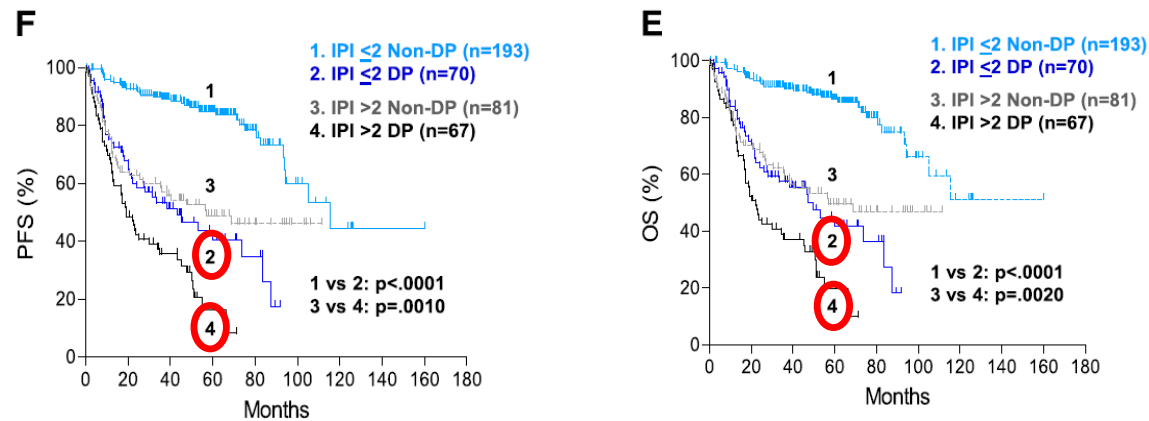 F
1. IPI ≤2 Non-DP (n=193)
2. IPI ≤2 DP (n=70)
3. IPI >2 Non-DP (n=81)
4. IPI >2 DP (n=67)
PFS (%)
100
80
60
40
20
0
1
3
2
4
1 vs 2: p<.0001
3 vs 4: p=.0010
0 20 40 60 80 100 120 140 160 180
Months
E
1. IPI ≤2 Non-DP (n=193)
2. IPI ≤2 DP (n=70)
3. IPI >2 Non-DP (n=81)
4. IPI >2 DP (n=67)
OS (%)
100
80
60
40
20
0
1
3
2
4
1 vs 2: p<.0001
3 vs 4: p=.0020
0 20 40 60 80 100 120 140 160 180
Months